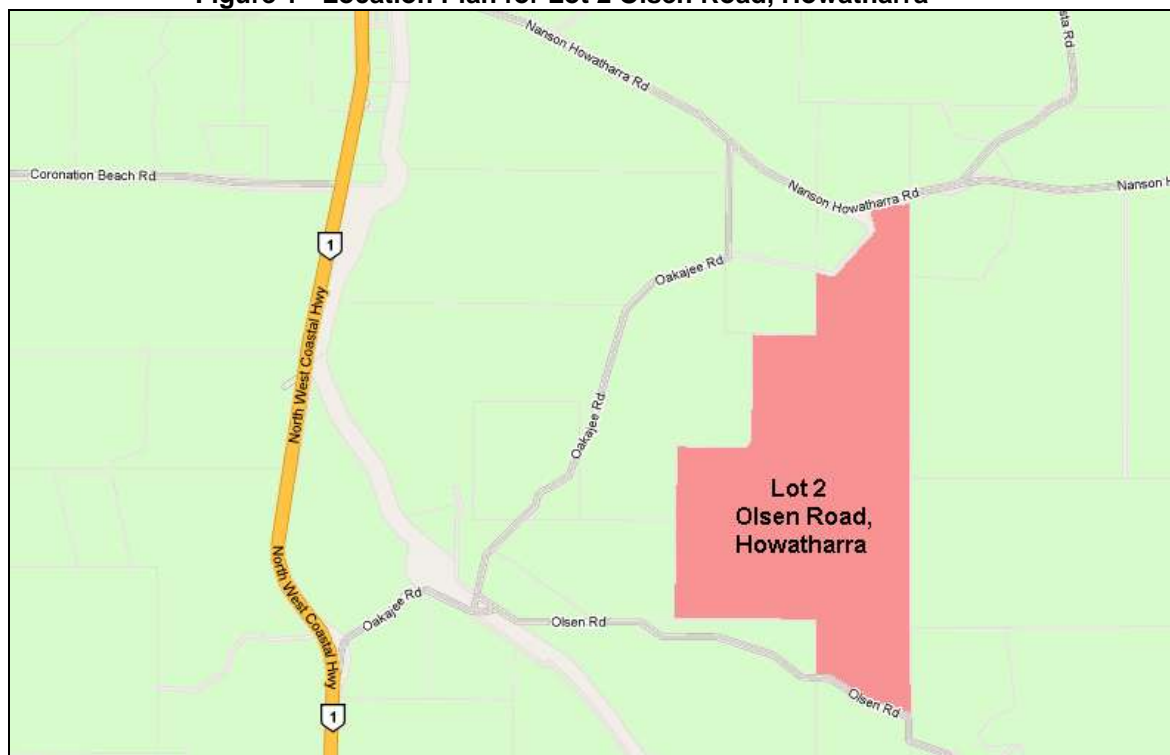 Figure 1 - Location Plan for Lot 2 Olsen Road, Howatharra
Nanson Howatharra Rd
sta Rd
Coronation Beach Rd
Nanson Howatharra Rd
Nanson H
1
Oakajee Rd
North West Coastal Hwy
Oakajee Rd
Lot 2
Olsen Road,
Howatharra
North West Coastal Hwy
Oakajee Rd
Olsen Rd
Olsen Rd
1